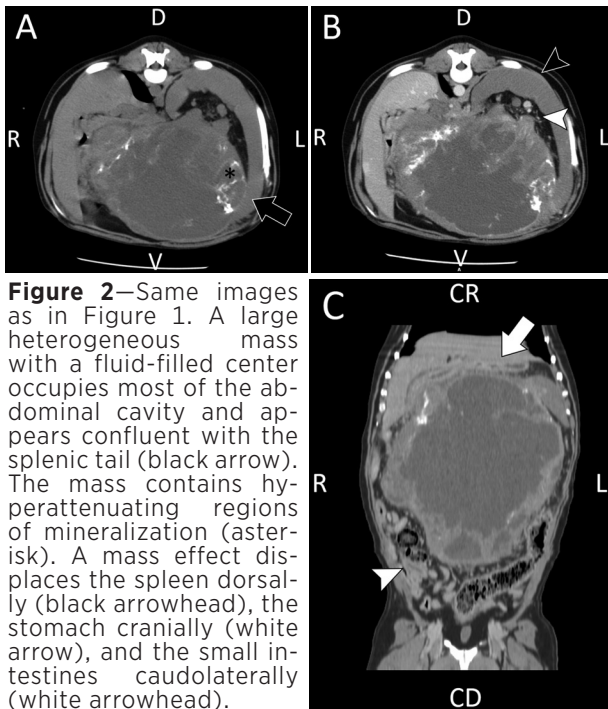 A
D
R
L
V
*
B
D
R
L
V
Figure 2—Same images
as in Figure 1. A large
heterogeneous mass
with a fluid-filled center
occupies most of the ab-
dominal cavity and ap-
pears confluent with the
splenic tail (black arrow).
The mass contains hy-
perattenuating regions
of mineralization (aster-
isk). A mass effect dis-
places the spleen dorsal-
ly (black arrowhead), the
stomach cranially (white
arrow), and the small in-
testines caudolaterally
(white arrowhead).
C
CR
R
L
CD